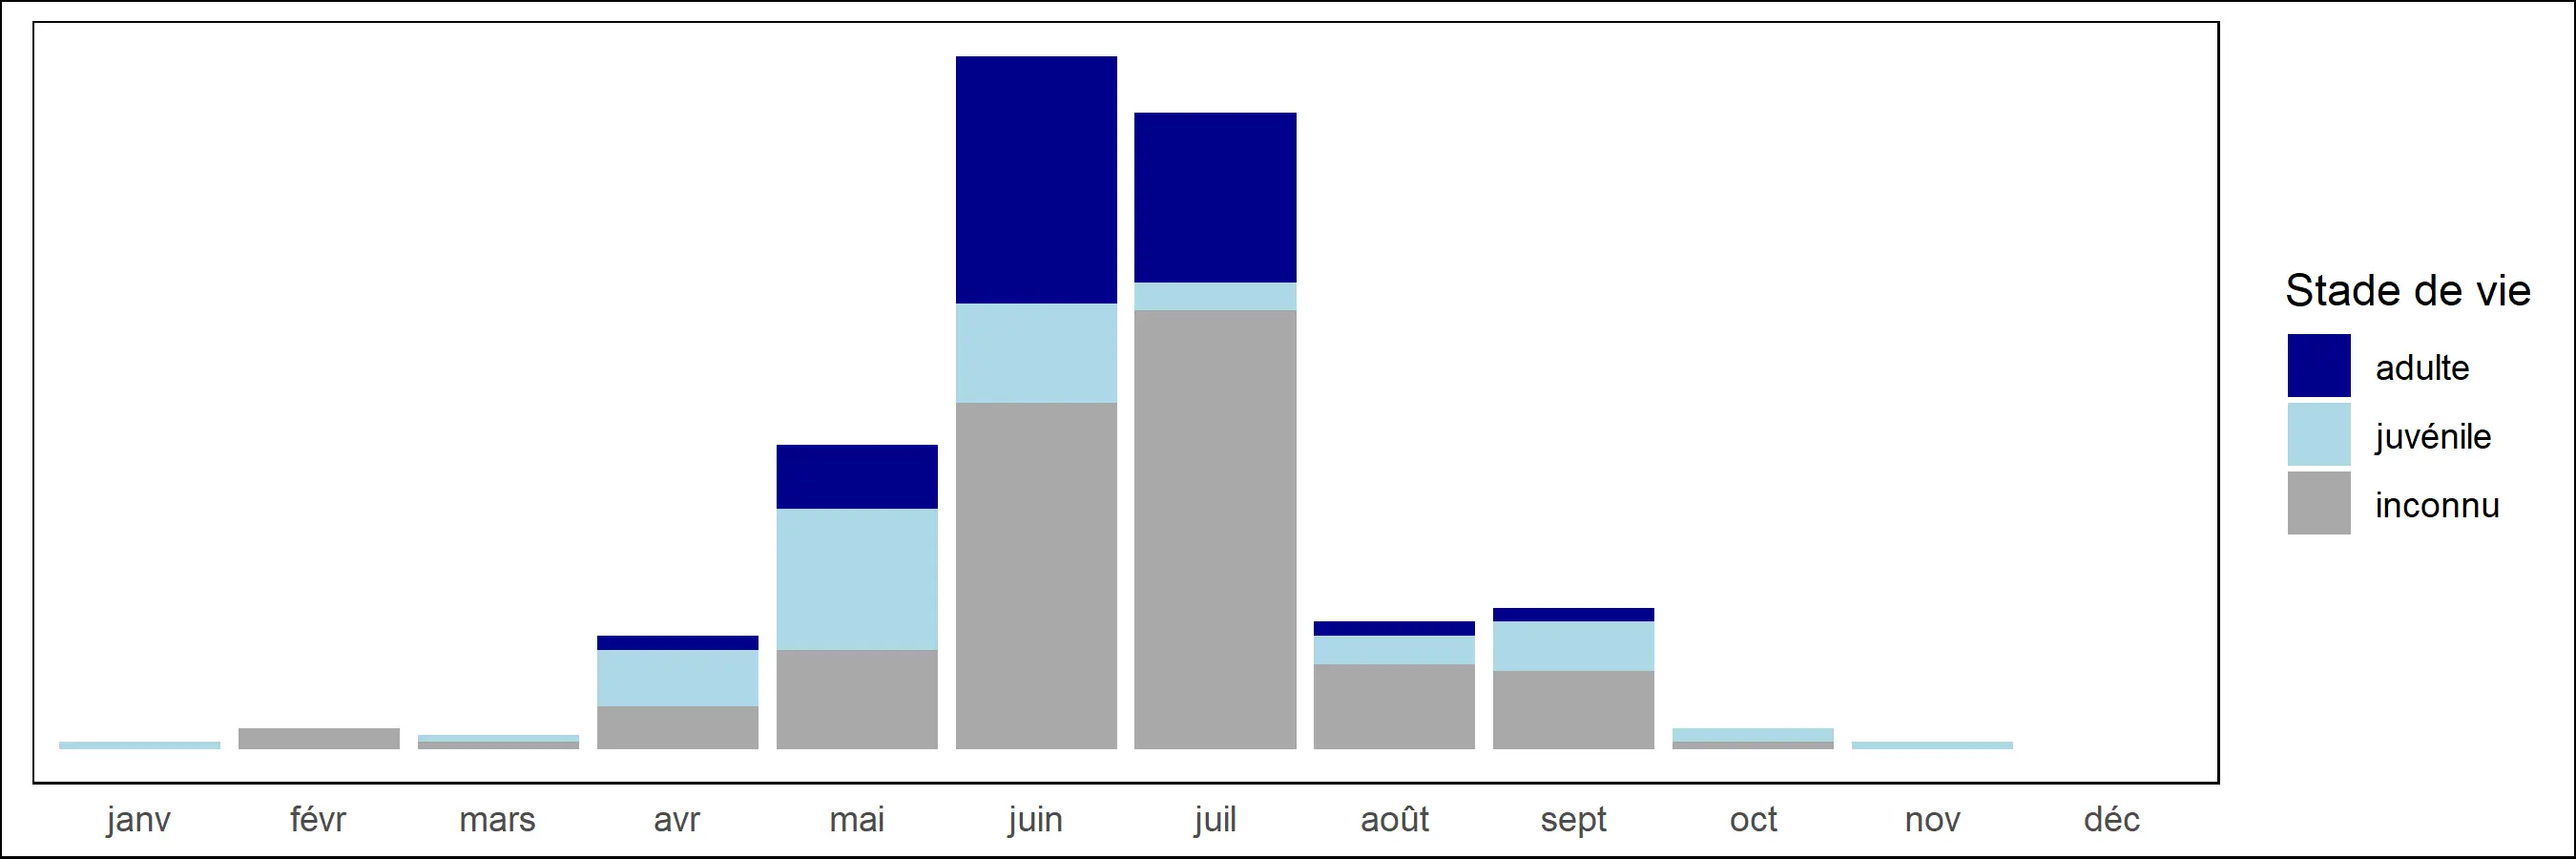 Stade de vie
adulte
juvénile
inconnu
janv févr mars avr mai juin juil août sept oct nov déc